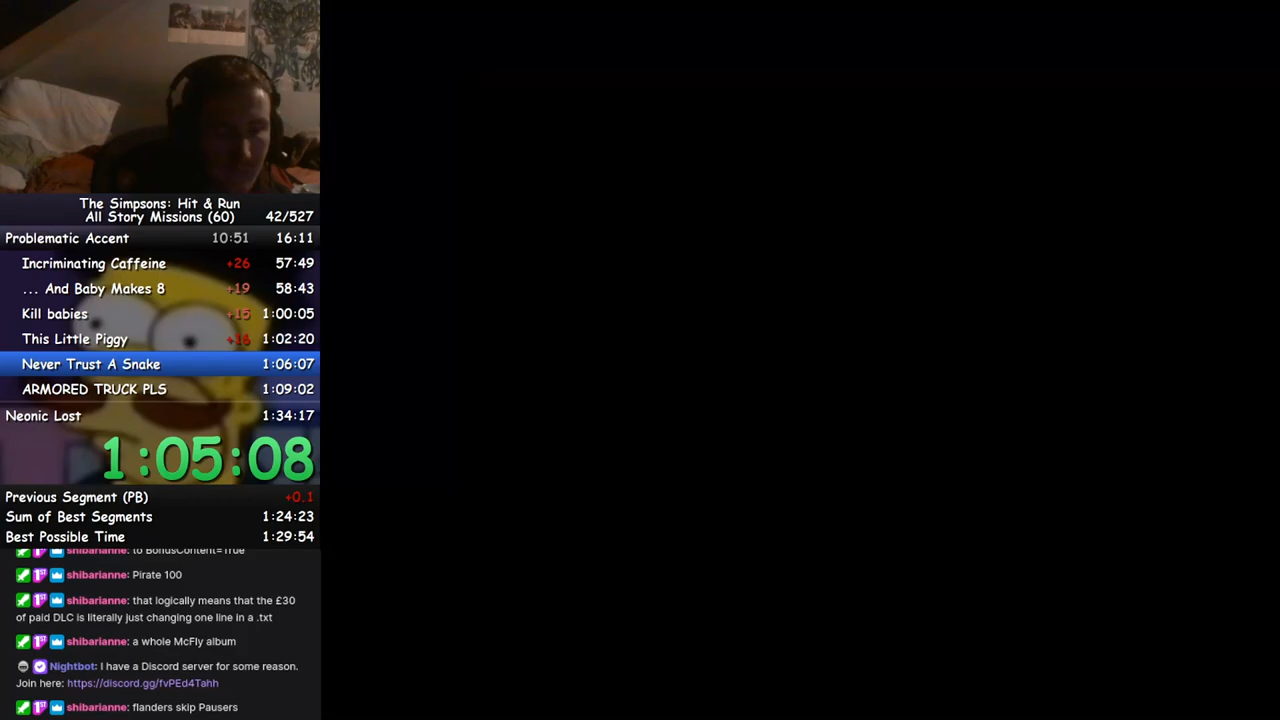 The Simpsons: Hit & Run
All Story Missions (60) 42/527
Problematic Accent 10:51 16:11
Incriminating Caffeine +26 57:49
... And Baby Makes 8 +19 58:43
Kill babies +15 1:00:05
This Little Piggy +16 1:02:20
Never Trust A Snake 1:06:07
ARMORED TRUCK PLS 1:09:02
Neonic Lost 1:34:17
1:05:08
Previous Segment (PB) +0.1
Sum of Best Segments 1:24:23
Best Possible Time 1:29:54
shibarianne: to BonusContent=True
shibarianne: Pirate 100
shibarianne: that logically means that the £30
of paid DLC is literally just changing one line in a .txt
shibarianne: a whole McFly album
Nightbot: I have a Discord server for some reason.
Join here: https://discord.gg/fvPEd4Tahh
shibarianne: flanders skip Pausers